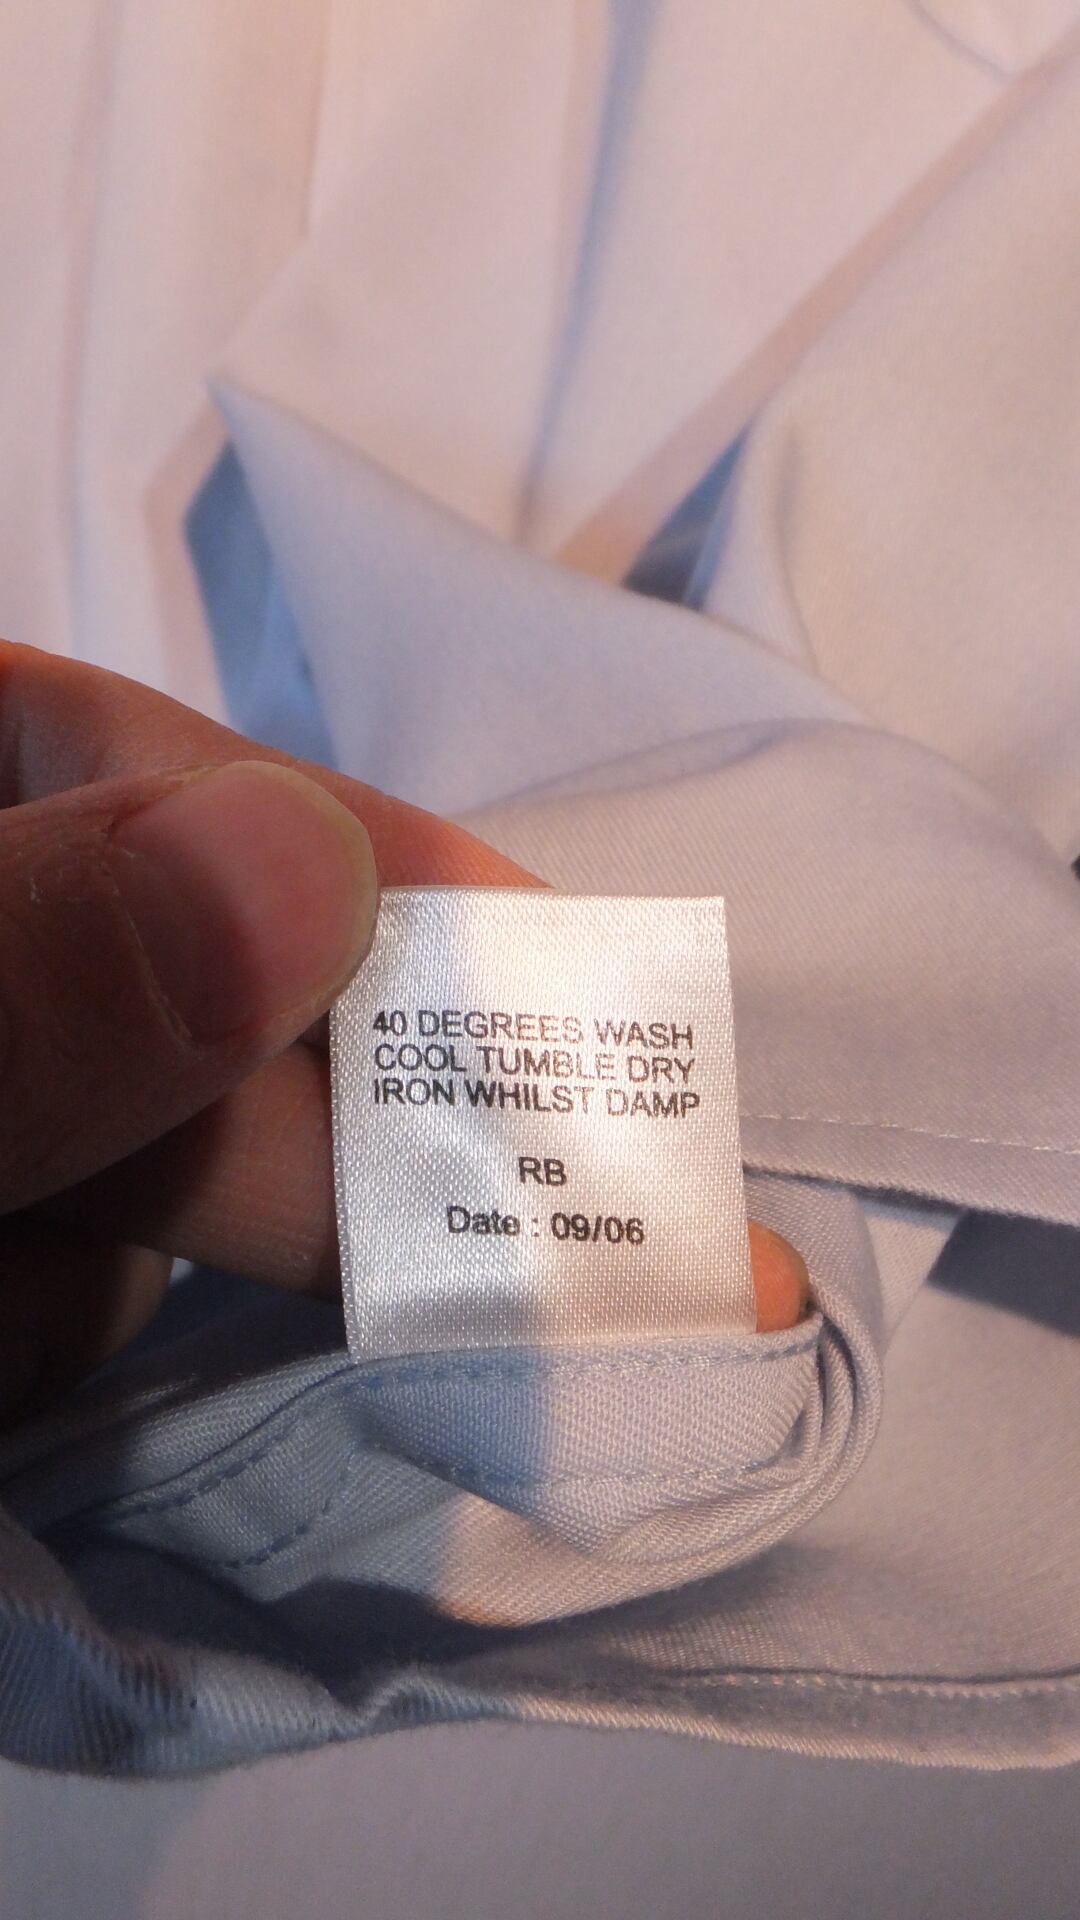 40 DEGREES WASH
COOL TUMBLE DRY
IRON WHILST DAMP
RB
Date : 09/06